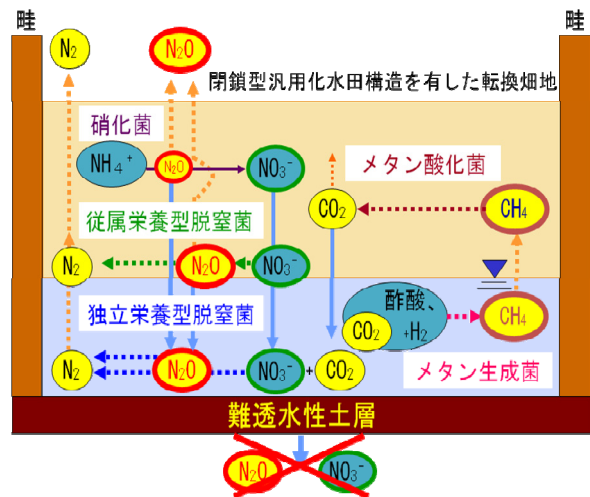 畦
畦
N₂
N₂O
閉鎖型汎用化水田構造を有した転換畑地
硝化菌
NH₄⁺
N₂O
NO₃⁻
メタン酸化菌
CO₂
CH₄
従属栄養型脱窒菌
N₂
N₂O
NO₃⁻
独立栄養型脱窒菌
酢酸、
CO₂
+H₂
CH₄
N₂
N₂O
NO₃⁻
+
CO₂
メタン生成菌
難透水性土層
N₂O
NO₃⁻